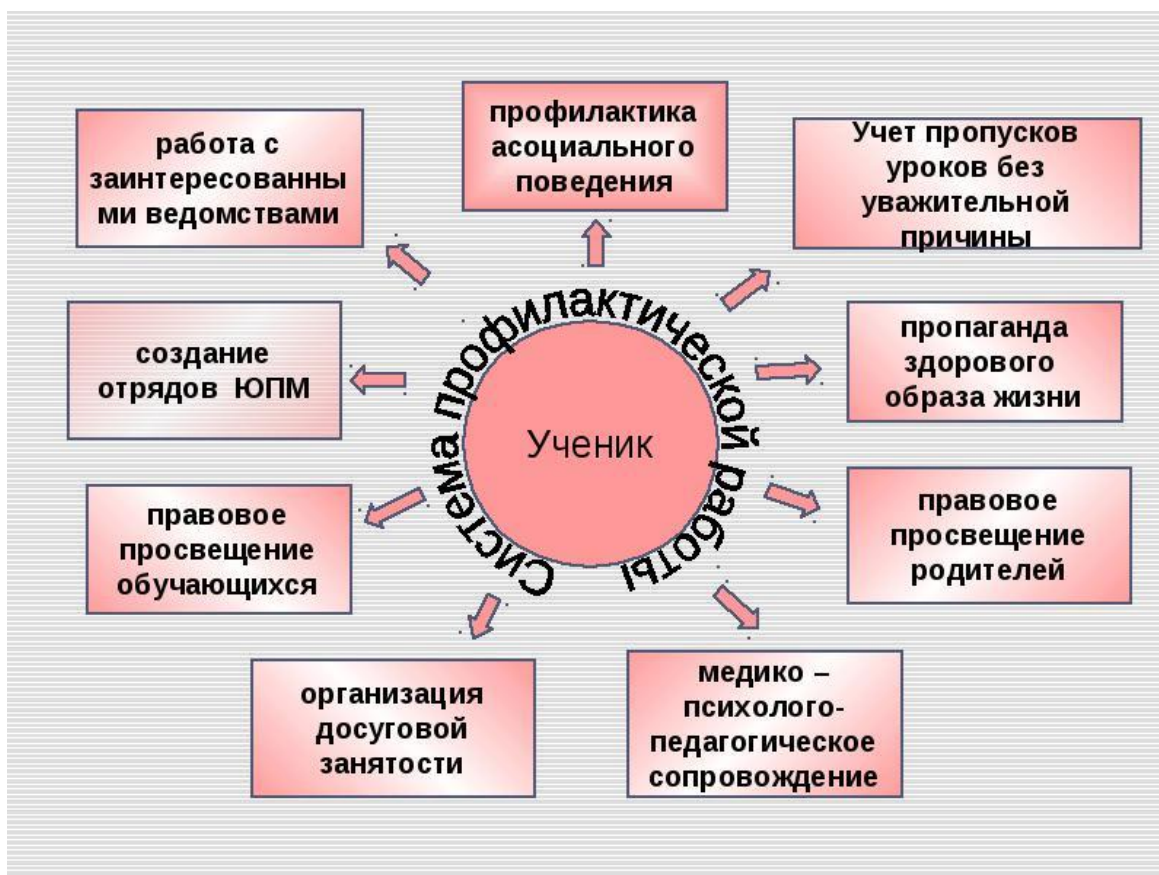 профилактика
асоциального
поведения
работа с
заинтересованны
ми ведомствами
Учет пропусков
уроков без
уважительной
причины
создание
отрядов ЮПМ
пропаганда
здорового
образа жизни
Система профилактической работы
Ученик
правовое
просвещение
обучающихся
правовое
просвещение
родителей
организация
досуговой
занятости
медико –
психолого-
педагогическое
сопровождение